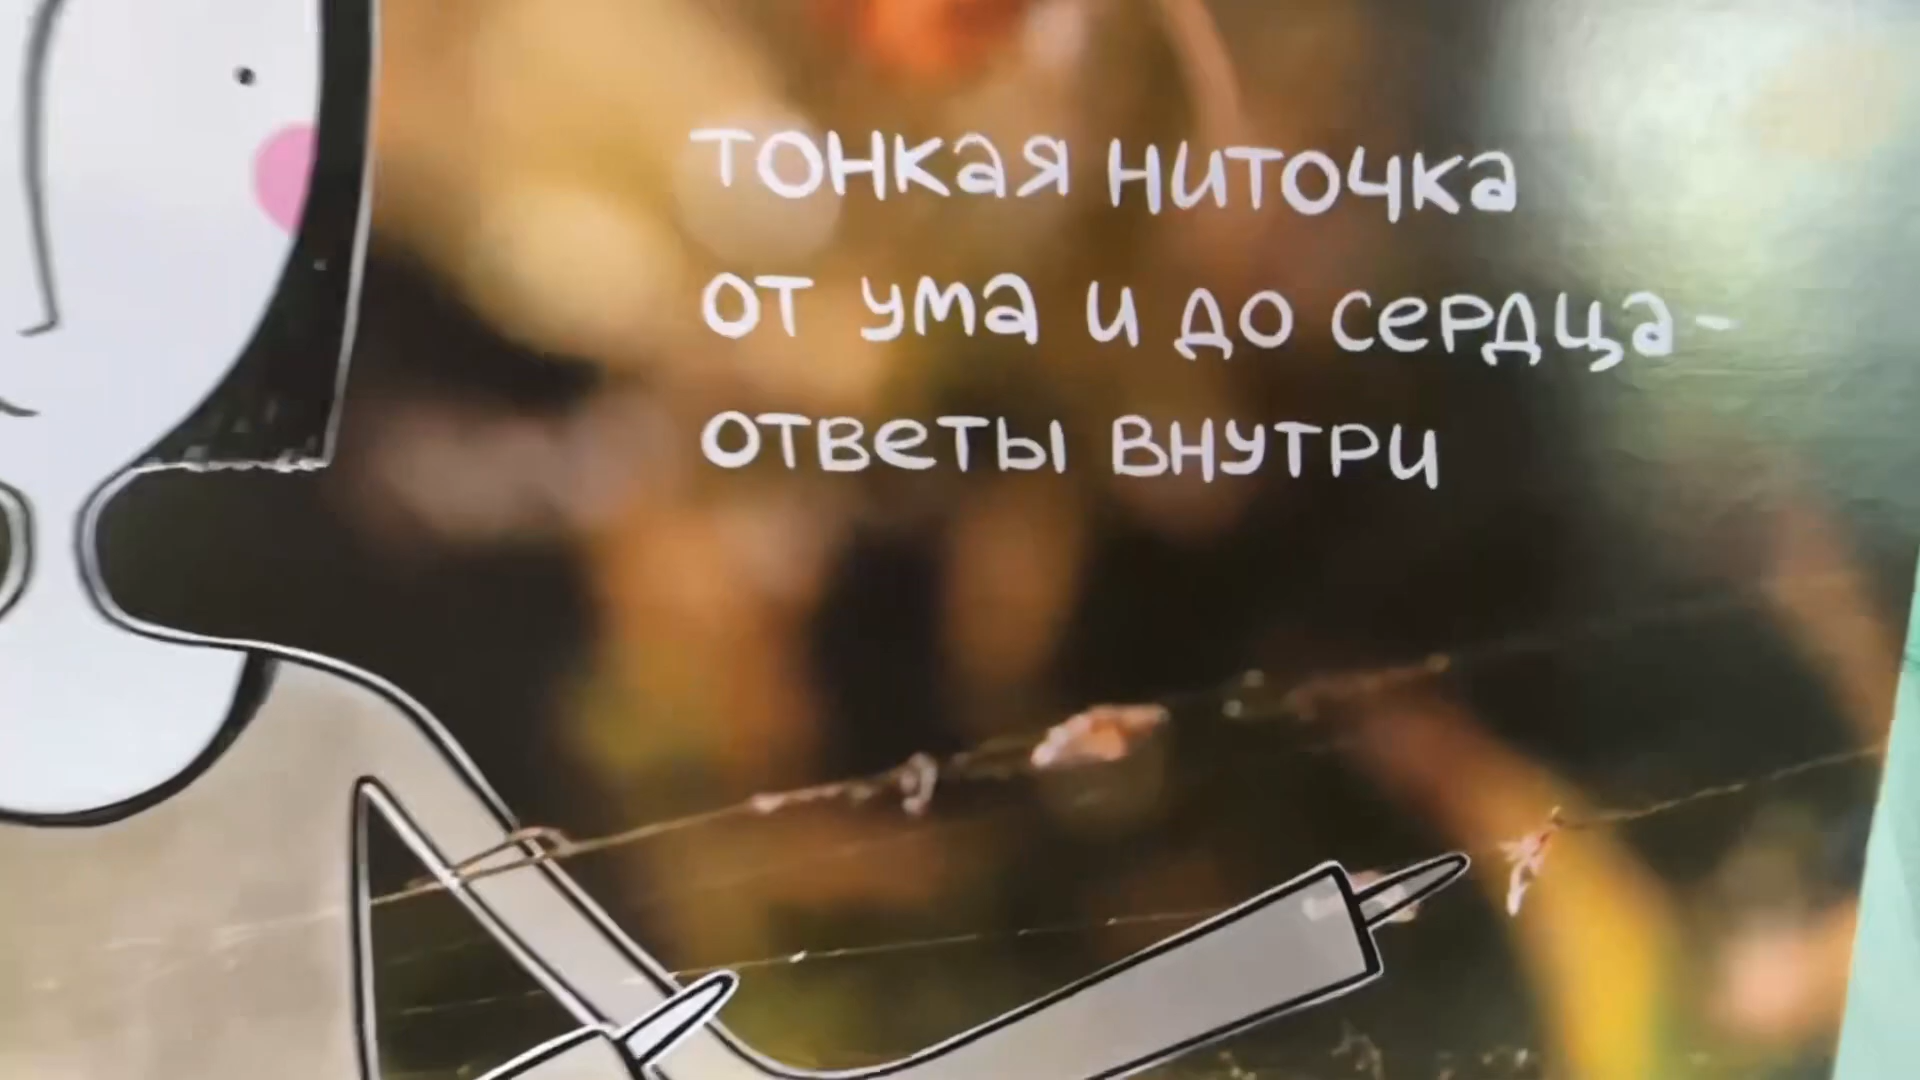 тонкая ниточка
от ума и до сердца -
ответы внутри